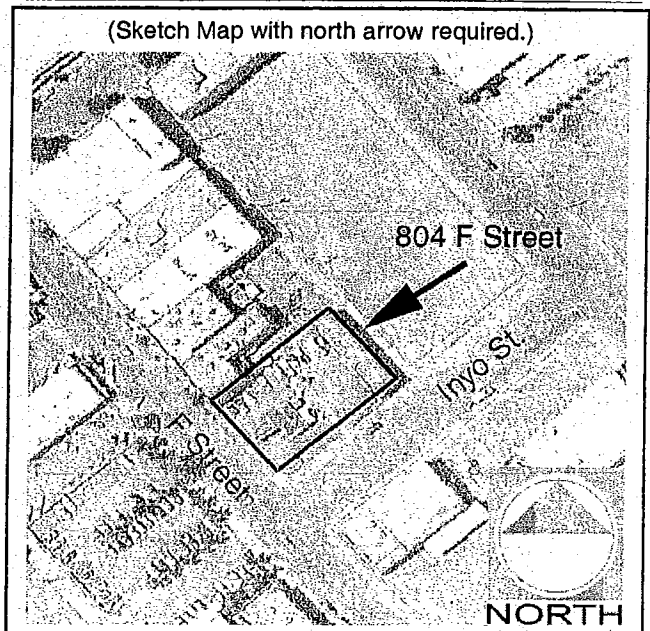 (Sketch Map with north arrow required.)
804 F Street
Inyo St.
F Street
NORTH